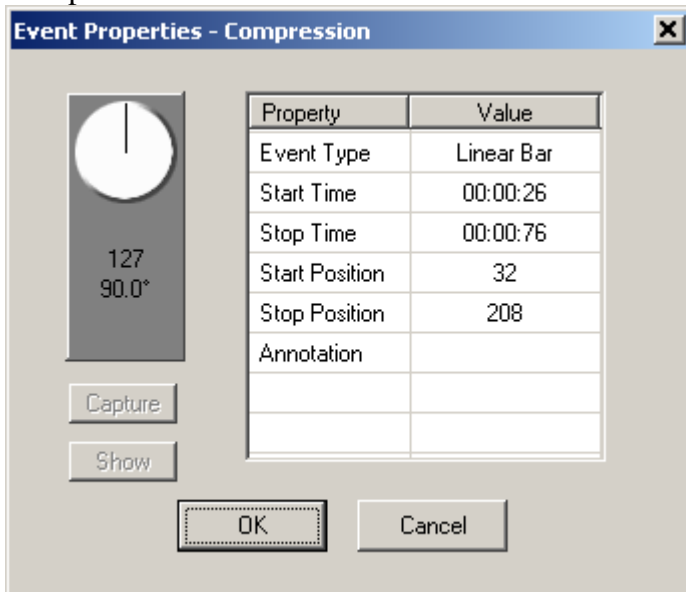 Event Properties - Compression
127
90.0°
Capture
Show
Property Value
Event Type Linear Bar
Start Time 00:00:26
Stop Time 00:00:76
Start Position 32
Stop Position 208
Annotation
OK Cancel